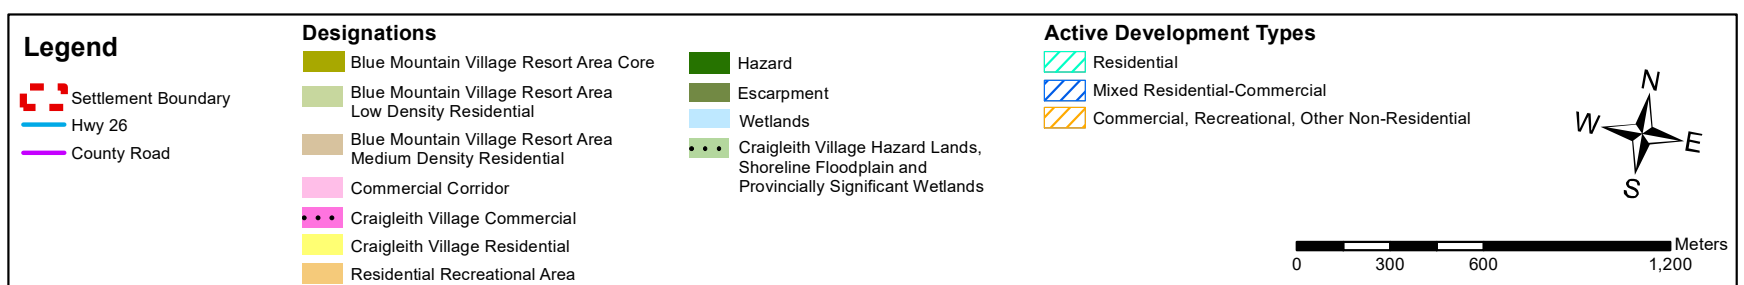 Legend
Settlement Boundary
Hwy 26
County Road
Designations
Blue Mountain Village Resort Area Core
Blue Mountain Village Resort Area
Low Density Residential
Blue Mountain Village Resort Area
Medium Density Residential
Commercial Corridor
Craigleith Village Commercial
Craigleith Village Residential
Residential Recreational Area
Hazard
Escarpment
Wetlands
Craigleith Village Hazard Lands,
Shoreline Floodplain and
Provincially Significant Wetlands
Active Development Types
Residential
Mixed Residential-Commercial
Commercial, Recreational, Other Non-Residential
N
W
E
S
Meters
0 300 600 1,200